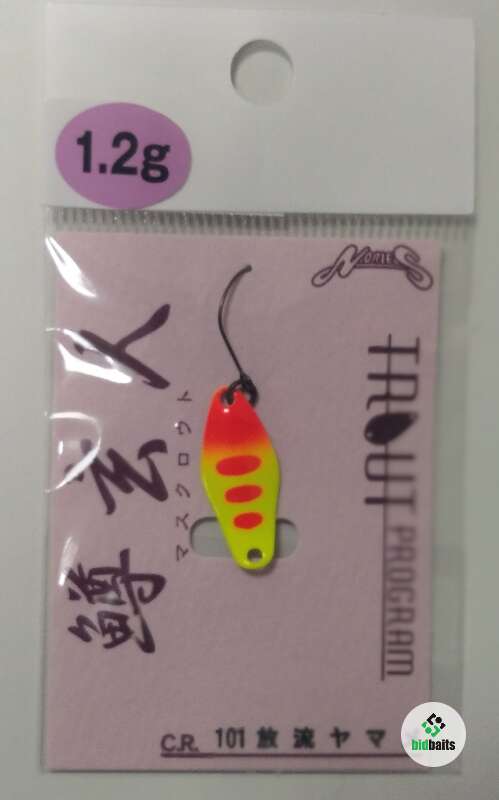 1.2g
NORIES
TROUT PROGRAM
鱒玄人
マスクロウト
C.R. 101 放流ヤマ
bidbaits